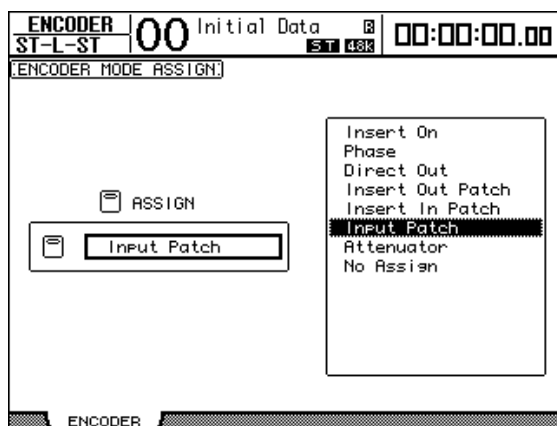 ENCODER
ST-L-ST
00
Initial Data
R
ST 48K
00:00:00.00
ENCODER MODE ASSIGN
ASSIGN
Input Patch
Insert On
Phase
Direct Out
Insert Out Patch
Insert In Patch
Input Patch
Attenuator
No Assign
ENCODER